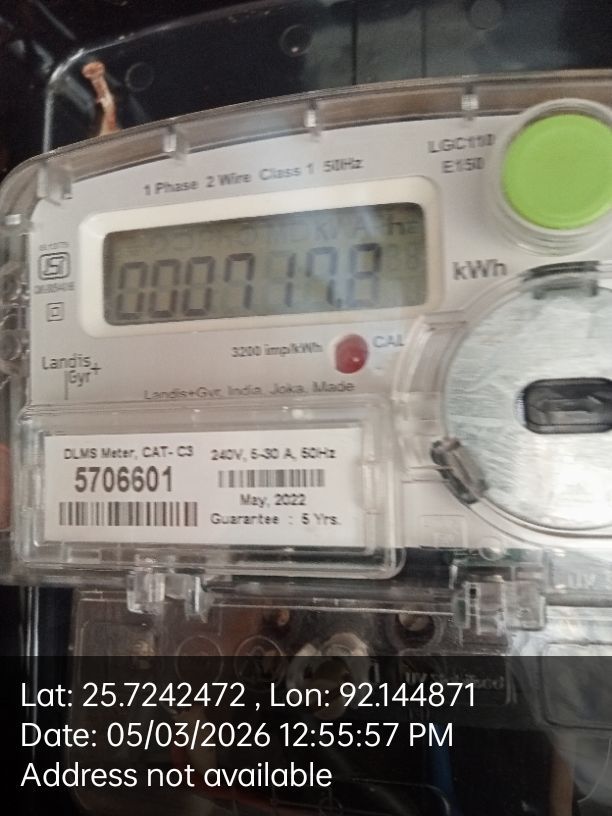 LGC110
E150
1 Phase 2 Wire Class 1 50Hz
kWh
3200 imp/kWh
CAL
Landis
Gyr+
Landis+Gyr, India, Joka, Made
DLMS Meter, CAT- C3
240V, 5-30 A, 50Hz
5706601
May, 2022
Guarantee : 5 Yrs.
Lat: 25.7242472 , Lon: 92.144871
Date: 05/03/2026 12:55:57 PM
Address not available